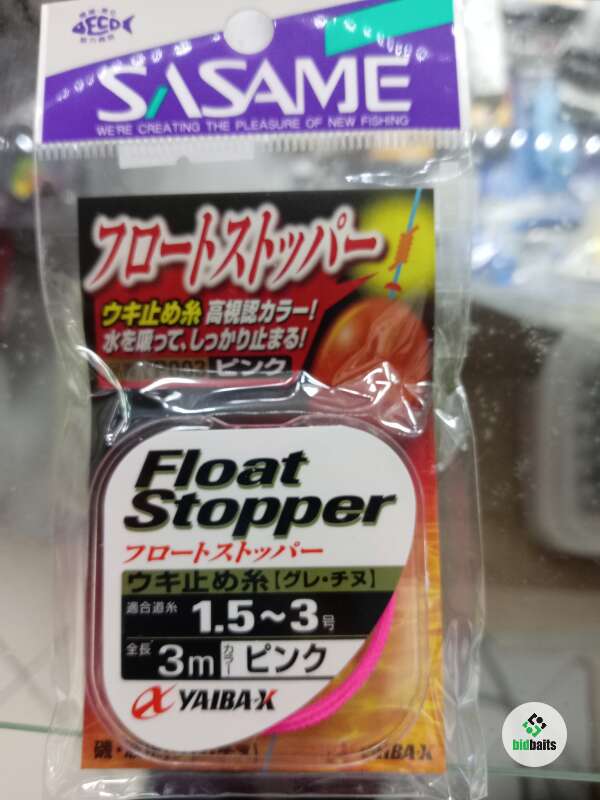 DECO
SASAME
WE'RE CREATING THE PLEASURE OF NEW FISHING
フロートストッパー
ウキ止め糸 高視認カラー!
水を吸って、しっかり止まる!
ピンク
Float
Stopper
フロートストッパー
ウキ止め糸【グレ・チヌ】
適合道糸 1.5~3号
全長 3m カラー ピンク
YAIBA-X
磯・
YAIBA-X
bidbaits